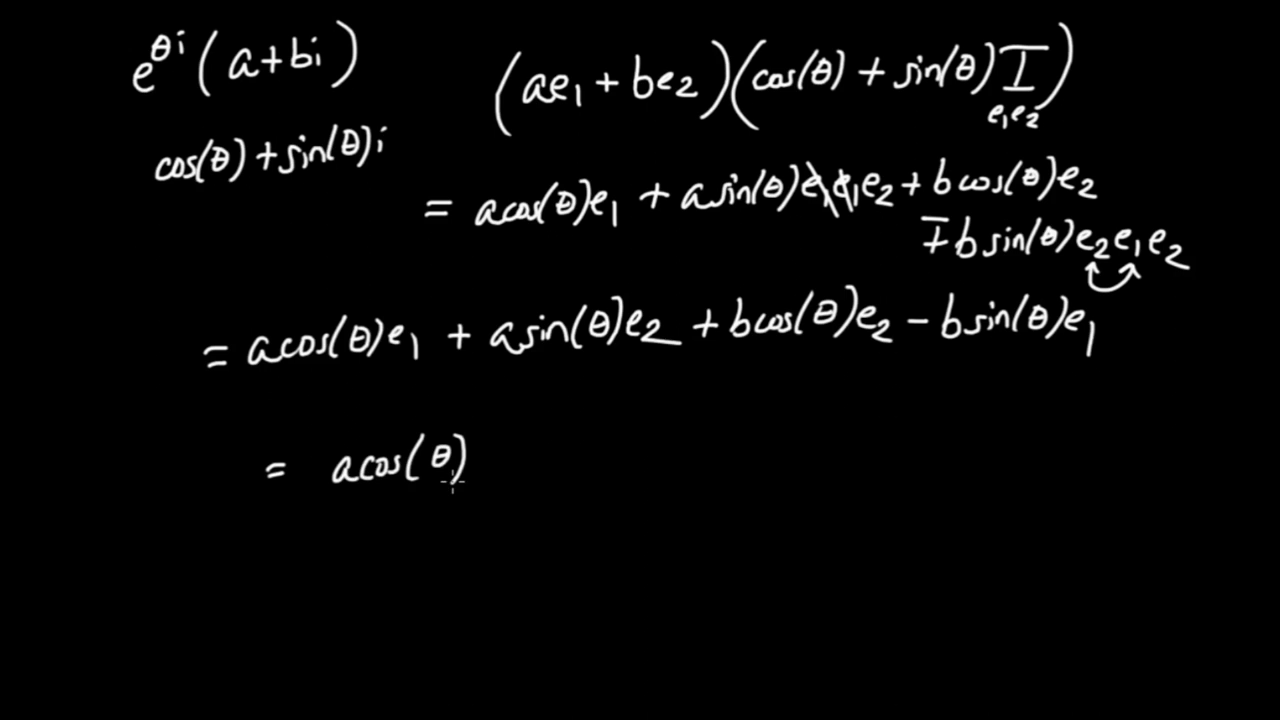 e^{θi}(a+bi)
(ae₁ + be₂)(cos(θ) + sin(θ)I)
e₁e₂
cos(θ) + sin(θ)i
= acos(θ)e₁ + asin(θ)e₁e₁e₂ + bcos(θ)e₂
∓ bsin(θ)e₂e₁e₂
= acos(θ)e₁ + asin(θ)e₂ + bcos(θ)e₂ − bsin(θ)e₁
= acos(θ)